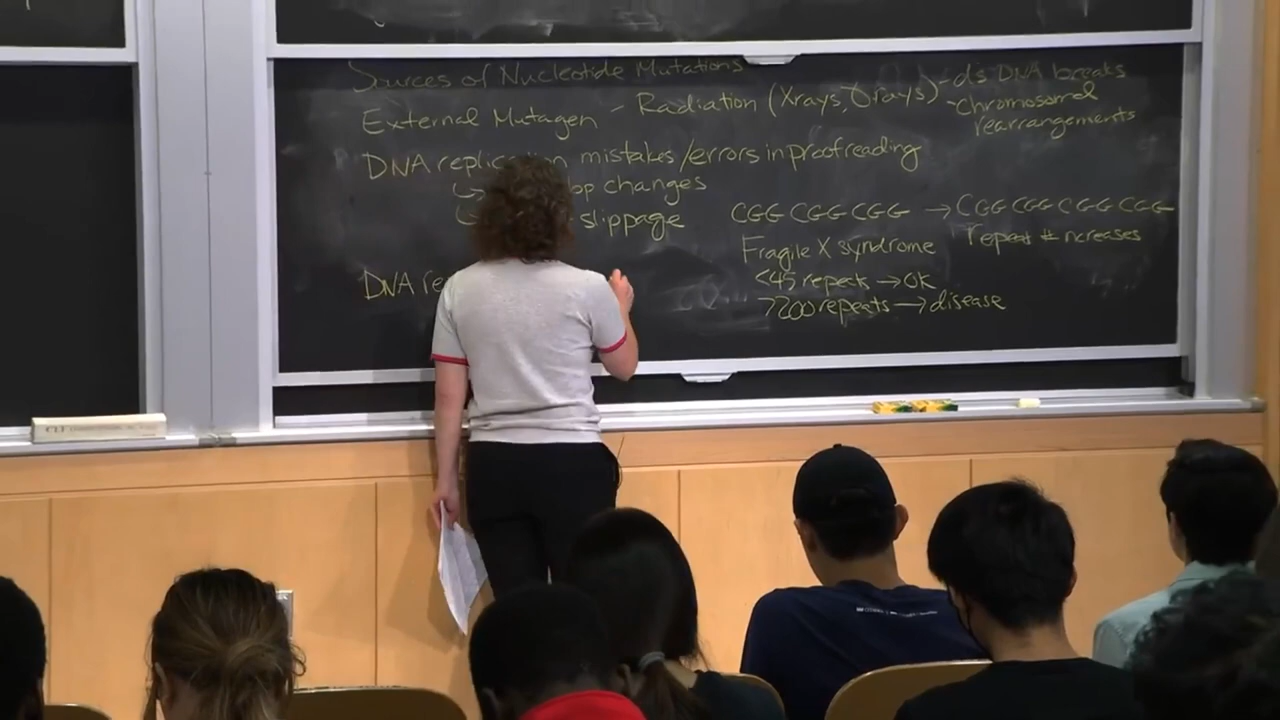 Sources of Nucleotide Mutations
External Mutagen - Radiation (Xrays, γrays) - ds DNA breaks
- chromosomal
rearrangements
DNA replication mistakes/errors in proofreading
changes
slippage
CGG CGG CGG → CGG CGG CGG CGG
repeat # increases
Fragile X syndrome
<45 repeats → OK
>200 repeats → disease
DNA re